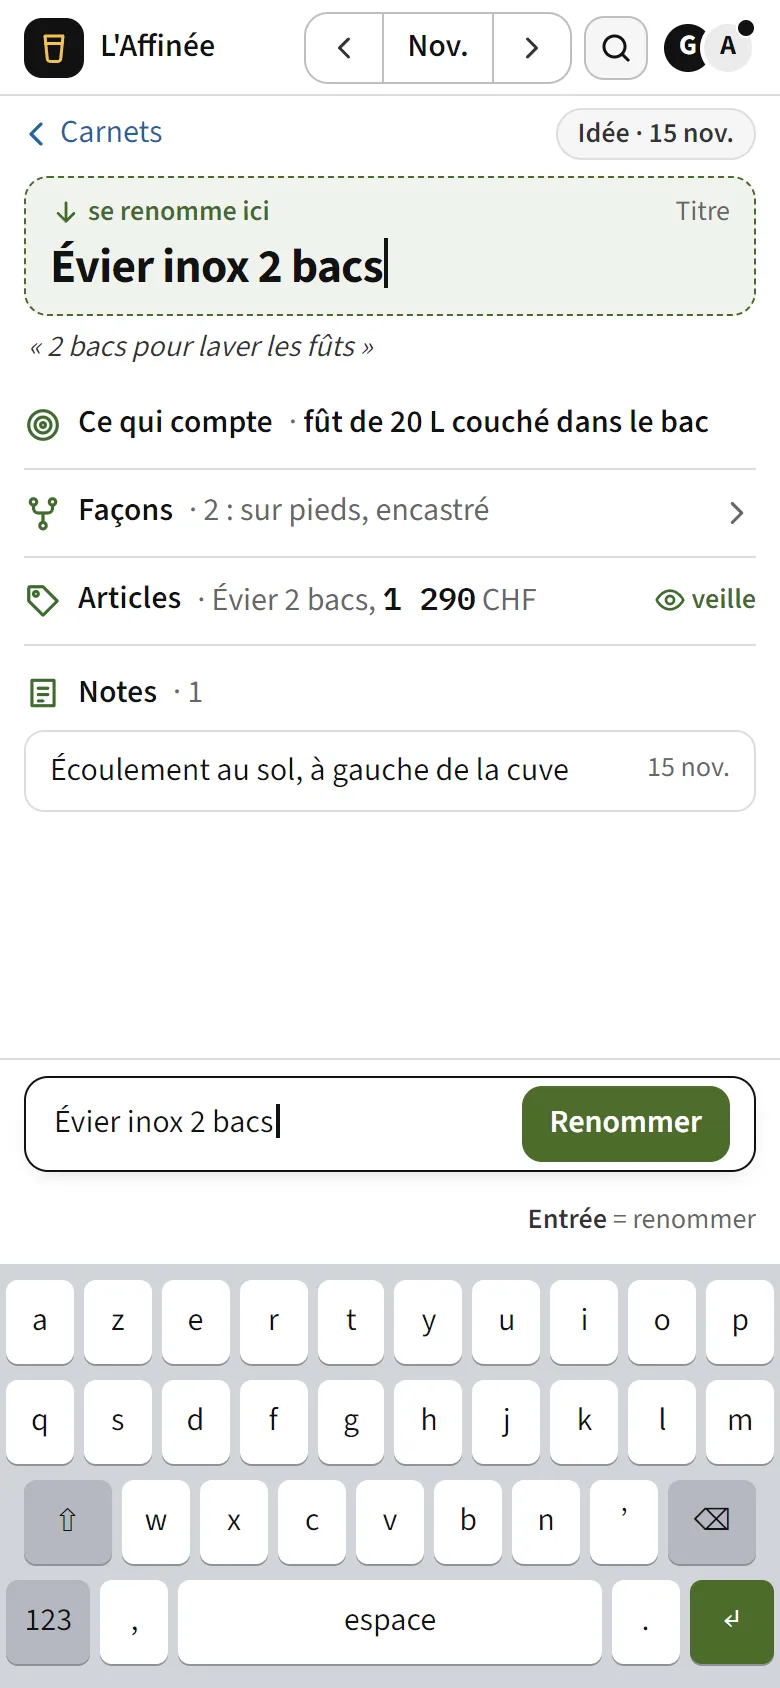 L'Affinée
Nov.
G
A
Carnets
Idée · 15 nov.
↓ se renomme ici
Titre
Évier inox 2 bacs
« 2 bacs pour laver les fûts »
Ce qui compte · fût de 20 L couché dans le bac
Façons · 2 : sur pieds, encastré
Articles · Évier 2 bacs, 1 290 CHF
veille
Notes · 1
Écoulement au sol, à gauche de la cuve
15 nov.
Évier inox 2 bacs
Renommer
Entrée = renommer
a z e r t y u i o p
q s d f g h j k l m
⇧ w x c v b n ’ ⌫
123 , espace . ↵